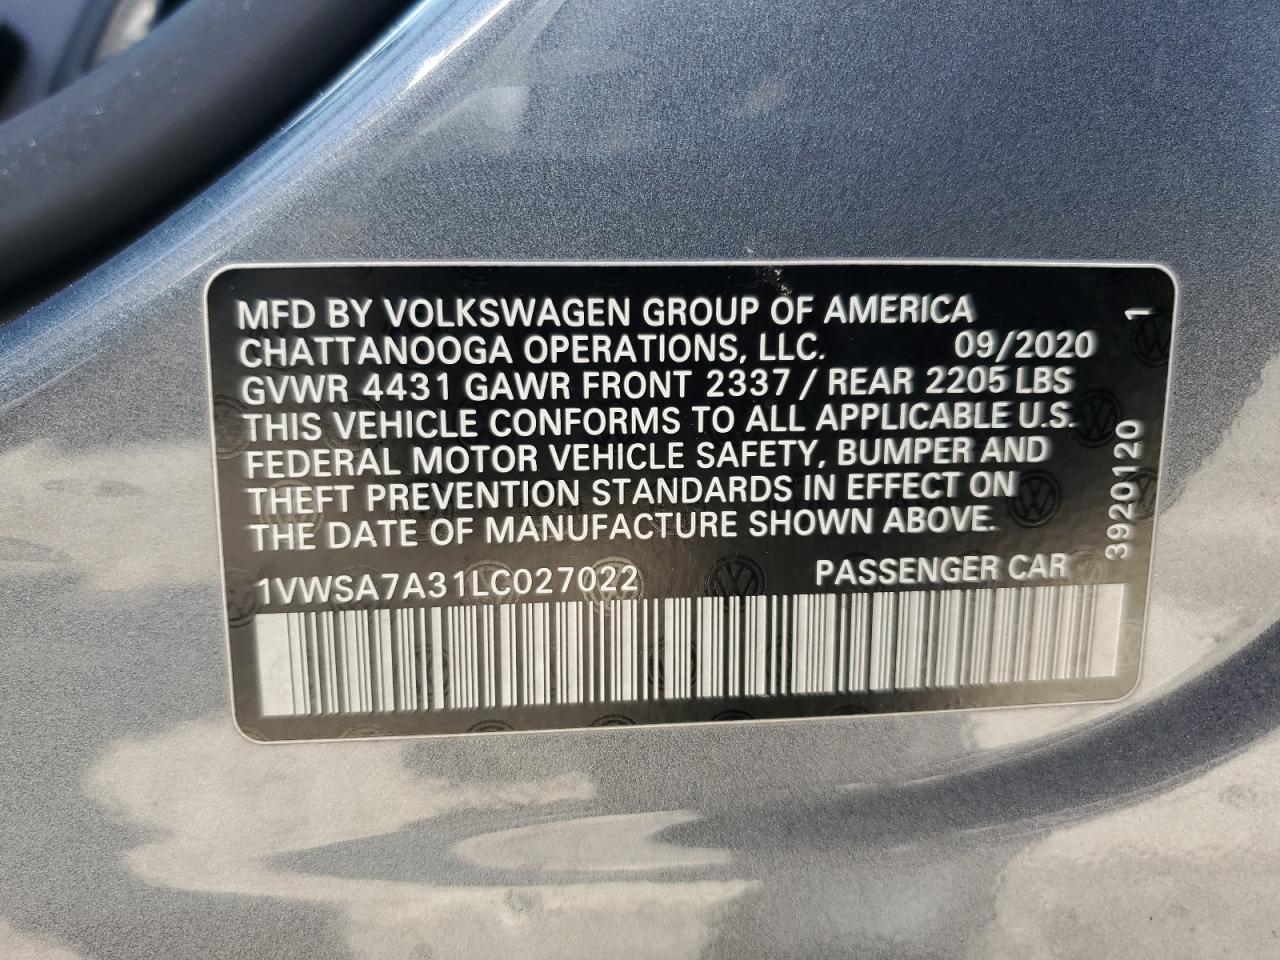 MFD BY VOLKSWAGEN GROUP OF AMERICA
CHATTANOOGA OPERATIONS, LLC. 09/2020
GVWR 4431 GAWR FRONT 2337 / REAR 2205 LBS
THIS VEHICLE CONFORMS TO ALL APPLICABLE U.S.
FEDERAL MOTOR VEHICLE SAFETY, BUMPER AND
THEFT PREVENTION STANDARDS IN EFFECT ON
THE DATE OF MANUFACTURE SHOWN ABOVE.
1VWSA7A31LC027022 PASSENGER CAR
3920120 1